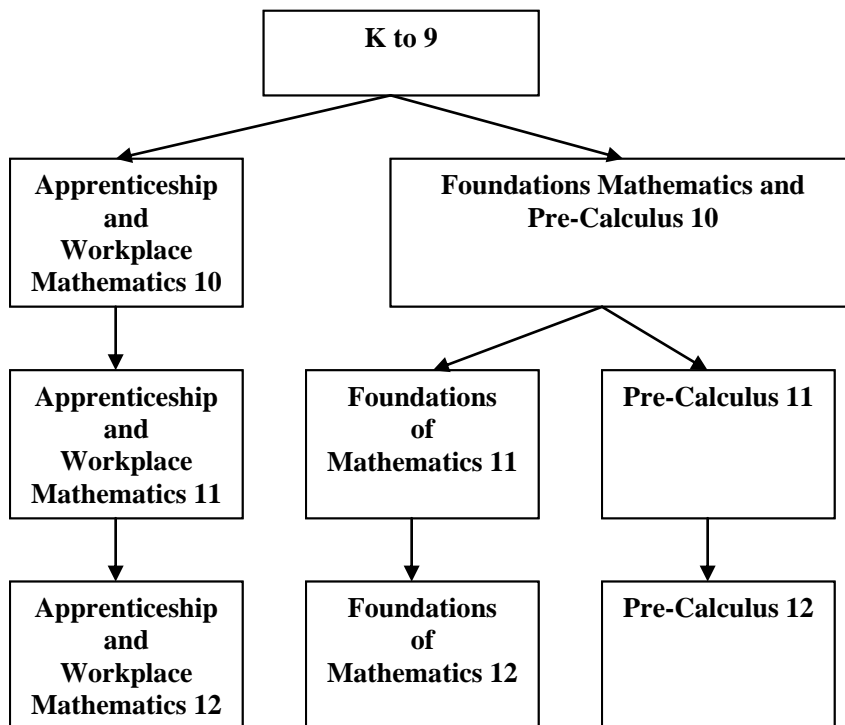 K to 9
Apprenticeship
and
Workplace
Mathematics 10
Foundations Mathematics and
Pre-Calculus 10
Apprenticeship
and
Workplace
Mathematics 11
Foundations
of
Mathematics 11
Pre-Calculus 11
Apprenticeship
and
Workplace
Mathematics 12
Foundations
of
Mathematics 12
Pre-Calculus 12